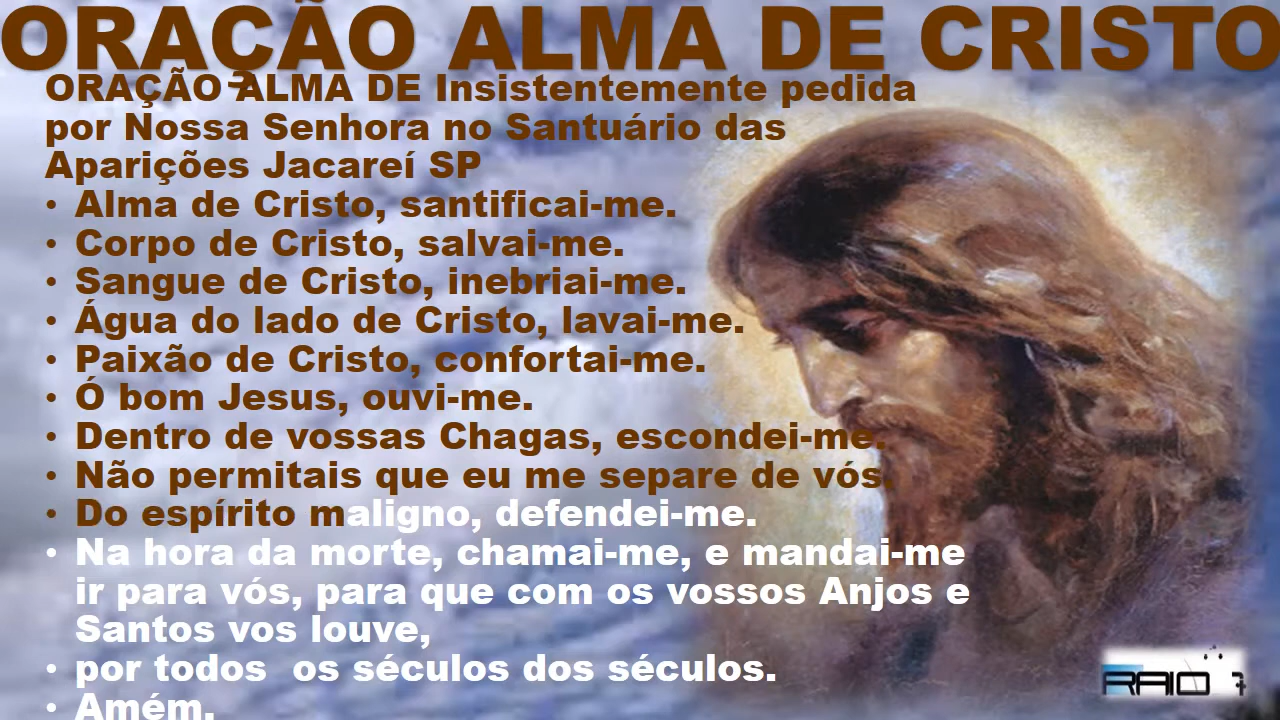 ORAÇÃO ALMA DE CRISTO
ORAÇÃO ALMA DE Insistentemente pedida
por Nossa Senhora no Santuário das
Aparições Jacareí SP
• Alma de Cristo, santificai-me.
• Corpo de Cristo, salvai-me.
• Sangue de Cristo, inebriai-me.
• Água do lado de Cristo, lavai-me.
• Paixão de Cristo, confortai-me.
• Ó bom Jesus, ouvi-me.
• Dentro de vossas Chagas, escondei-me.
• Não permitais que eu me separe de vós.
• Do espírito maligno, defendei-me.
• Na hora da morte, chamai-me, e mandai-me
ir para vós, para que com os vossos Anjos e
Santos vos louve,
• por todos  os séculos dos séculos.
• Amém.
RAIO